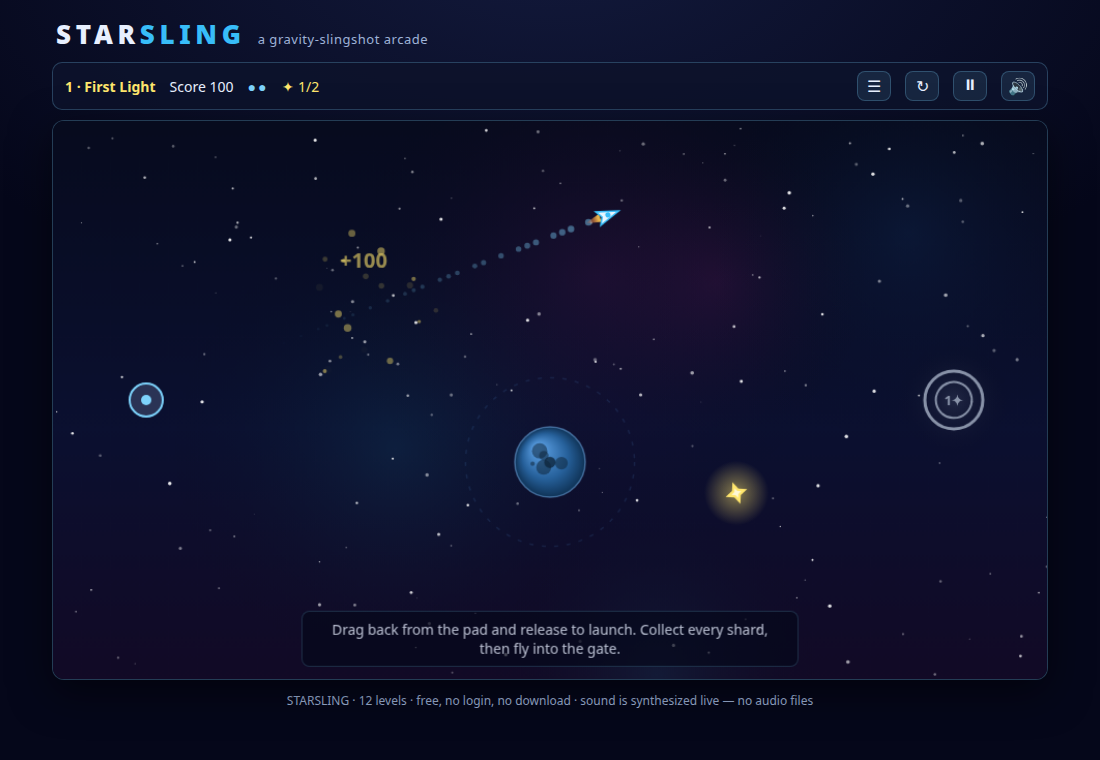 STARSLING a gravity-slingshot arcade
1 · First Light Score 100 ●● ✦ 1/2 ☰ ↻ ⏸ 🔊
+100
1✦
Drag back from the pad and release to launch. Collect every shard,
then fly into the gate.
STARSLING · 12 levels · free, no login, no download · sound is synthesized live — no audio files